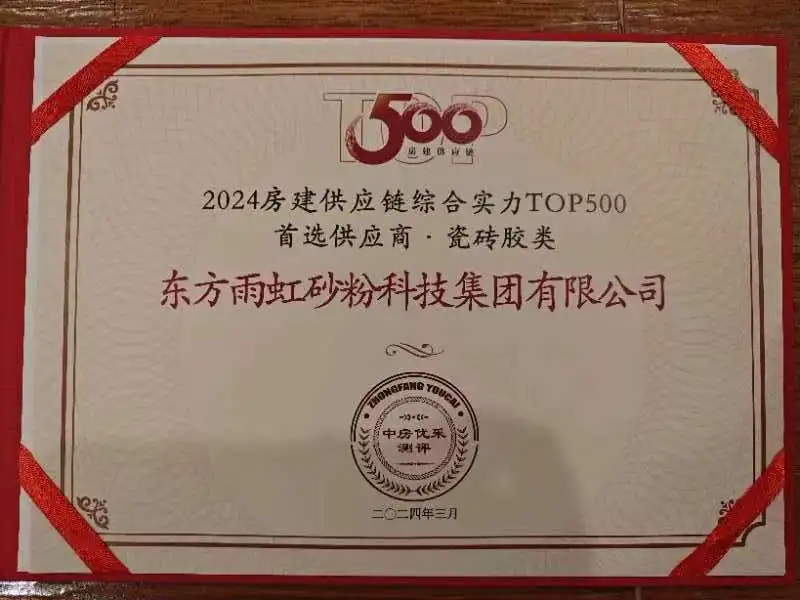 TOP
500
房建供应链
2024房建供应链综合实力TOP500
首选供应商·瓷砖胶类
东方雨虹砂粉科技集团有限公司
ZHONGFANG YOUCAI
中房优采
测评
二〇二四年三月